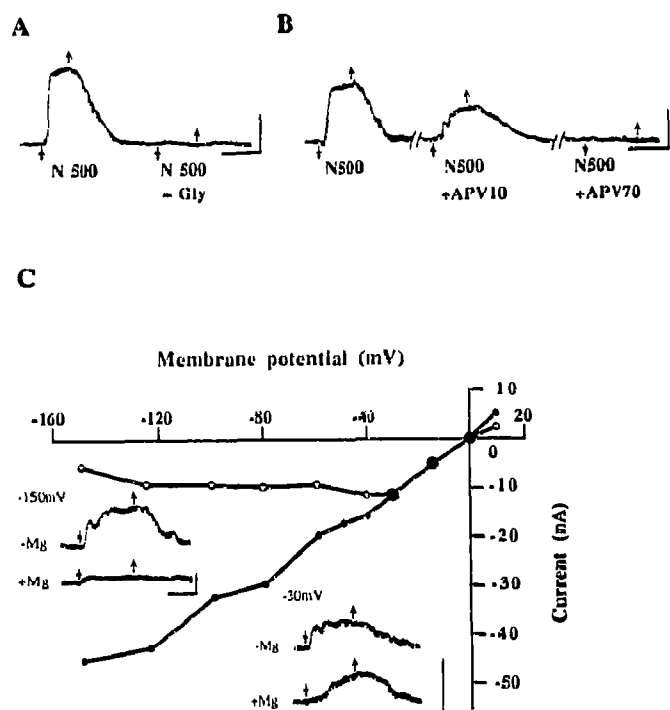 A
B
N 500
N 500
- Gly
N500
N500
+APV10
N500
+APV70
C
Membrane potential (mV)
-160
-120
-80
-40
0
20
10
-10
-20
-30
-40
-50
Current (nA)
-150mV
-Mg
+Mg
-30mV
-Mg
+Mg